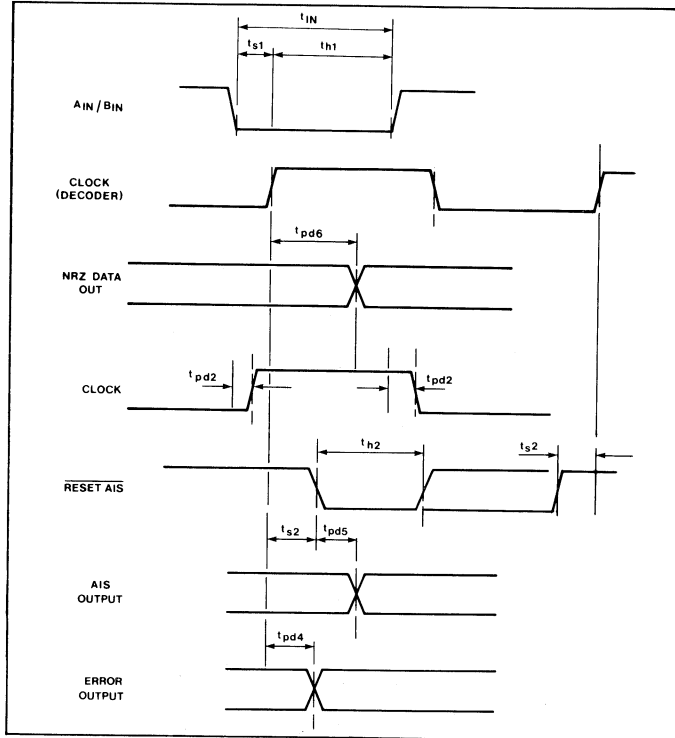 tIN
ts1
th1
AIN/BIN
CLOCK
(DECODER)
tpd6
NRZ DATA
OUT
tpd2
tpd2
CLOCK
th2
ts2
RESET AIS
ts2
tpd5
AIS
OUTPUT
tpd4
ERROR
OUTPUT